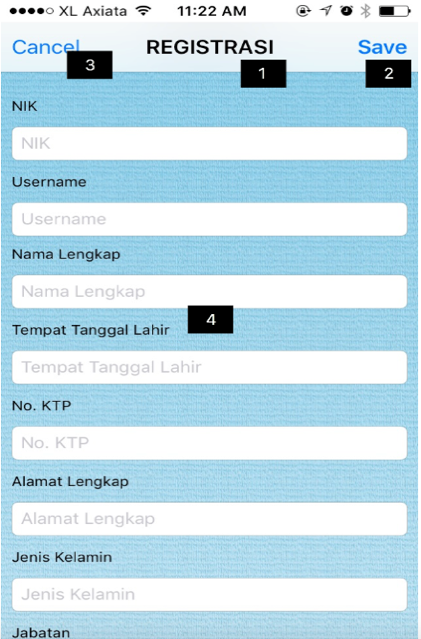 XL Axiata 11:22 AM
Cancel REGISTRASI Save
3 1 2
NIK
NIK
Username
Username
Nama Lengkap
Nama Lengkap
4
Tempat Tanggal Lahir
Tempat Tanggal Lahir
No. KTP
No. KTP
Alamat Lengkap
Alamat Lengkap
Jenis Kelamin
Jenis Kelamin
Jabatan